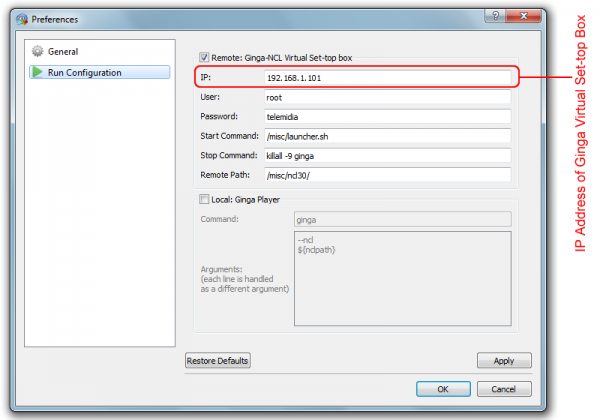 Preferences
General
Run Configuration
Remote: Ginga-NCL Virtual Set-top box
IP: 192.168.1.101
User: root
Password: telemidia
Start Command: /misc/launcher.sh
Stop Command: killall -9 ginga
Remote Path: /misc/ncl30/
Local: Ginga Player
Command: ginga
Arguments:
(each line is handled
as a different argument)
--ncl
${nclpath}
Restore Defaults
Apply
OK
Cancel
IP Address of Ginga Virtual Set-top Box